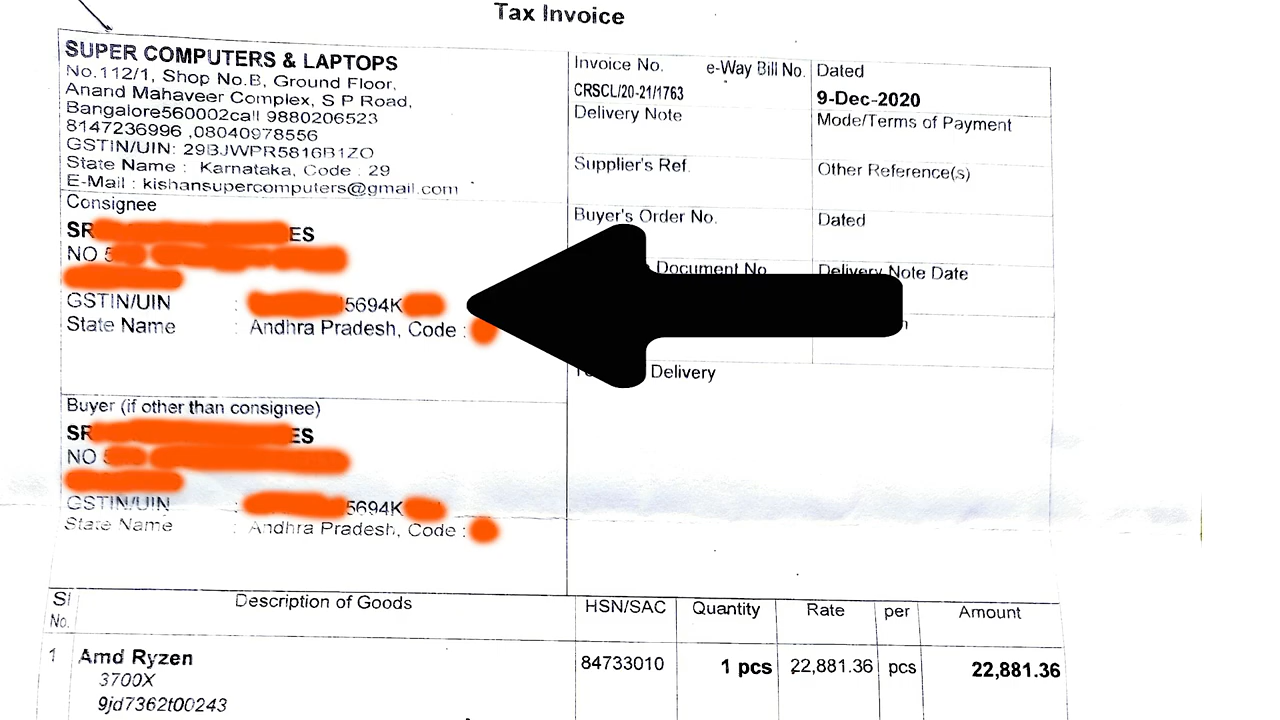 Tax Invoice
SUPER COMPUTERS & LAPTOPS
No.112/1, Shop No.B, Ground Floor,
Anand Mahaveer Complex, S P Road,
Bangalore560002call 9880206523
8147236996 ,08040978556
GSTIN/UIN: 29BJWPR5816B1ZO
State Name : Karnataka, Code : 29
E-Mail : kishansupercomputers@gmail.com
Invoice No. e-Way Bill No.
CRSCL/20-21/1763
Dated
9-Dec-2020
Delivery Note
Mode/Terms of Payment
Supplier's Ref.
Other Reference(s)
Buyer's Order No.
Dated
Document No
Delivery Note Date
Delivery
Consignee
SR ES
NO
GSTIN/UIN : 5694K
State Name : Andhra Pradesh, Code :
Buyer (if other than consignee)
SR ES
NO
GSTIN/UIN : 5694K
State Name : Andhra Pradesh, Code :
Sl No. Description of Goods HSN/SAC Quantity Rate per Amount
1 Amd Ryzen 84733010 1 pcs 22,881.36 pcs 22,881.36
3700X
9jd7362t00243